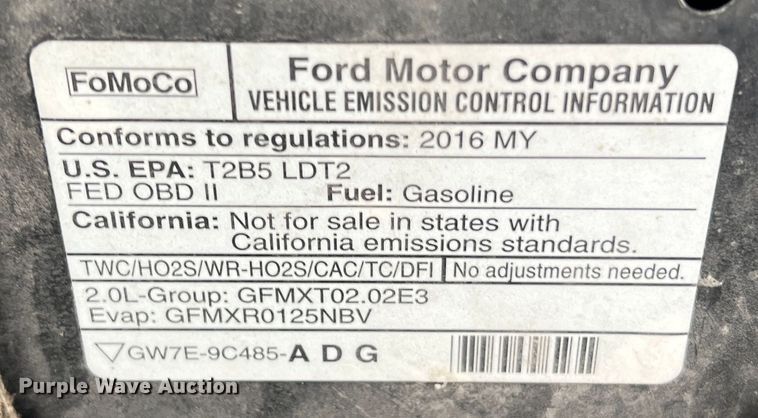 FoMoCo
Ford Motor Company
VEHICLE EMISSION CONTROL INFORMATION
Conforms to regulations: 2016 MY
U.S. EPA: T2B5 LDT2
FED OBD II Fuel: Gasoline
California: Not for sale in states with
California emissions standards.
TWC/HO2S/WR-HO2S/CAC/TC/DFI No adjustments needed.
2.0L-Group: GFMXT02.02E3
Evap: GFMXR0125NBV
GW7E-9C485-A D G
Purple Wave Auction